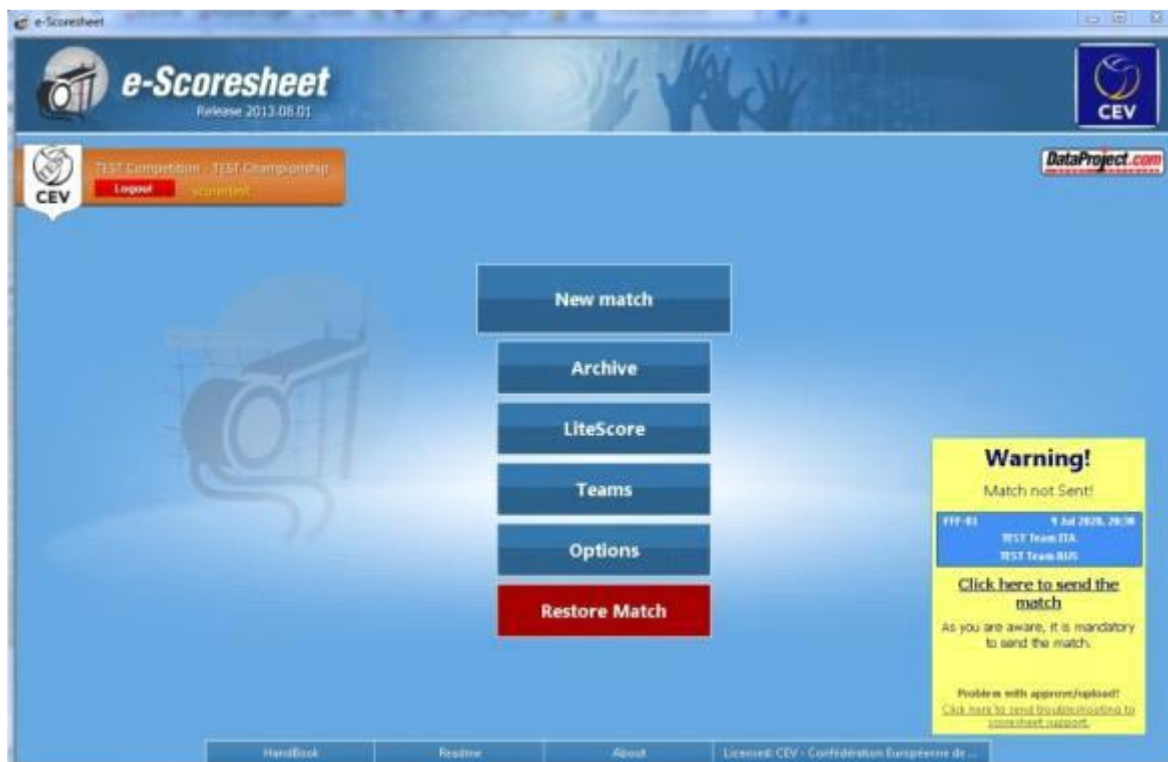 e-Scoresheet
e-Scoresheet
Release 2013.08.01
CEV
CEV
TEST Competition - TEST Championship
Logout
scorertest
DataProject.com
New match
Archive
LiteScore
Teams
Options
Restore Match
Warning!
Match not Sent!
FFF-01 9 Jul 2020, 20:30
TEST Team ITA
TEST Team RUS
Click here to send the
match
As you are aware, it is mandatory
to send the match.
Problem with approve/upload?
Click here to send troubleshooting to
scoresheet support.
HandBook
Readme
About
Licensed: CEV - Confédération Européenne de ...